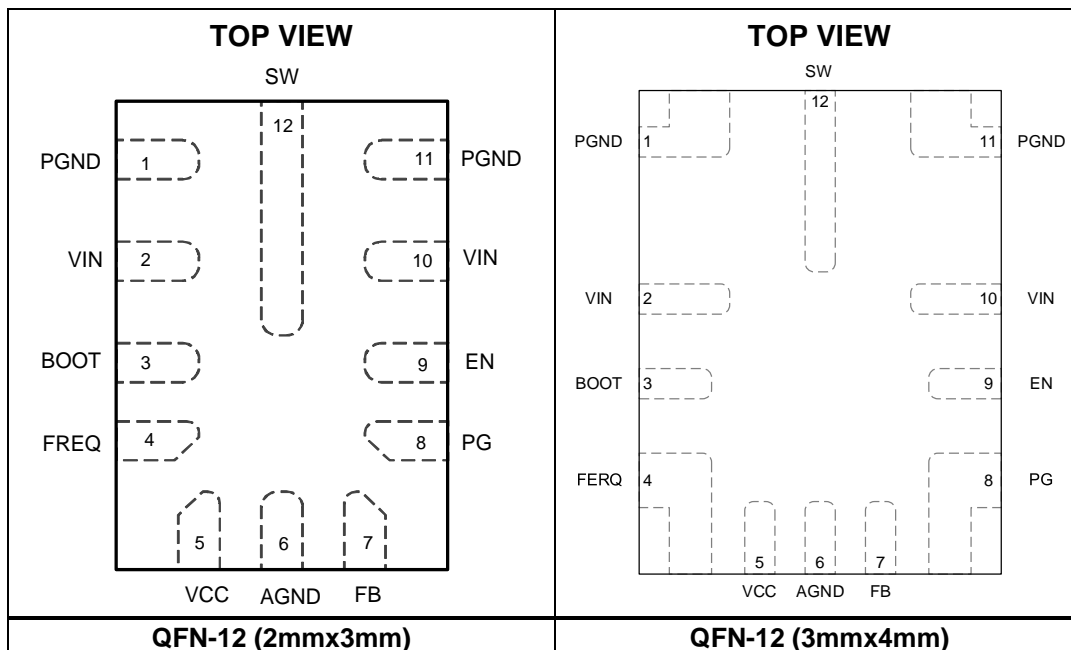 TOP VIEW
SW
12
PGND 1 11 PGND
VIN 2 10 VIN
BOOT 3 9 EN
FREQ 4 8 PG
5 6 7
VCC AGND FB
QFN-12 (2mmx3mm)
TOP VIEW
SW
12
PGND 1 11 PGND
VIN 2 10 VIN
BOOT 3 9 EN
FERQ 4 8 PG
5 6 7
VCC AGND FB
QFN-12 (3mmx4mm)